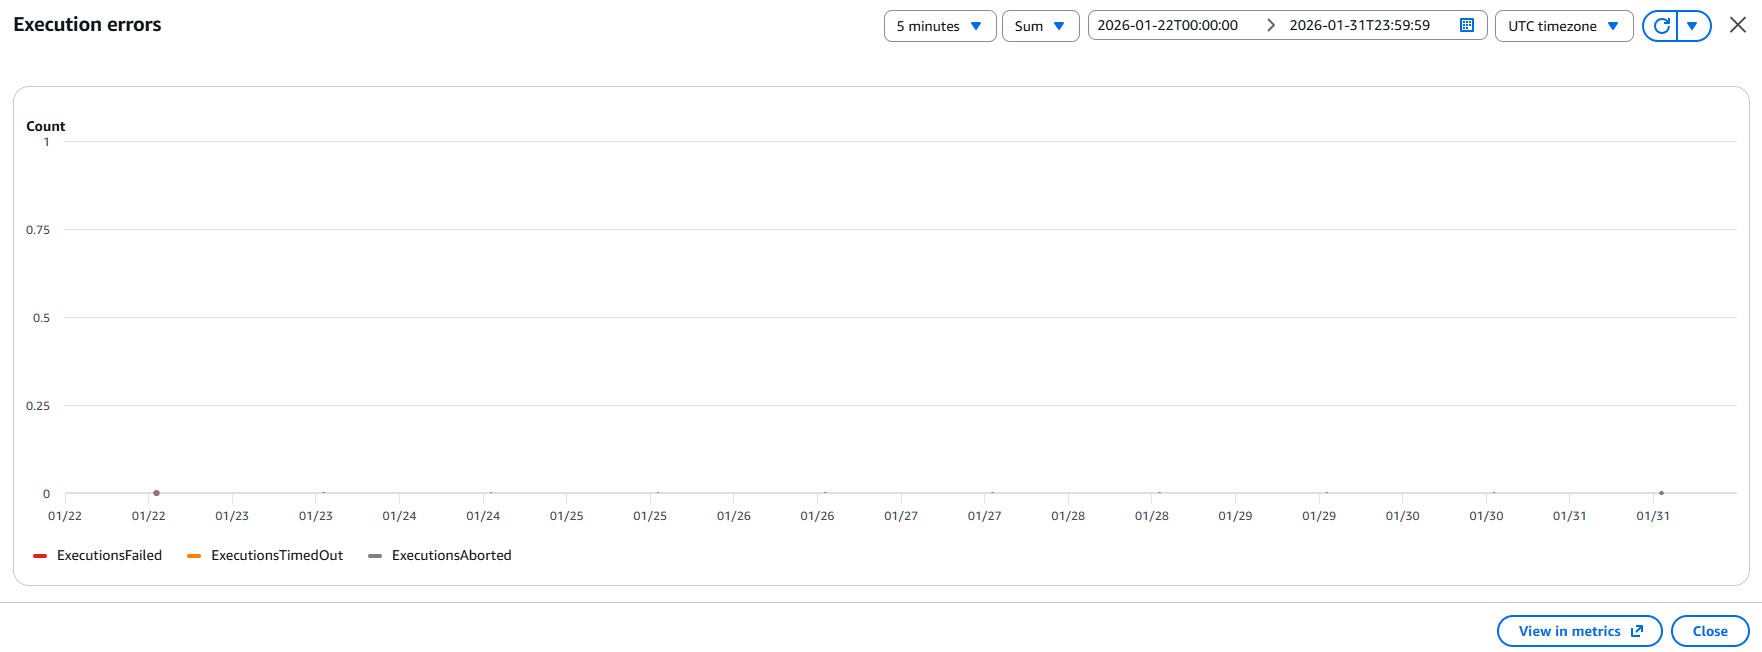 Execution errors
5 minutes
Sum
2026-01-22T00:00:00
2026-01-31T23:59:59
UTC timezone
Count
1
0.75
0.5
0.25
0
01/22 01/22 01/23 01/23 01/24 01/24 01/25 01/25 01/26 01/26 01/27 01/27 01/28 01/28 01/29 01/29 01/30 01/30 01/31 01/31
ExecutionsFailed ExecutionsTimedOut ExecutionsAborted
View in metrics
Close